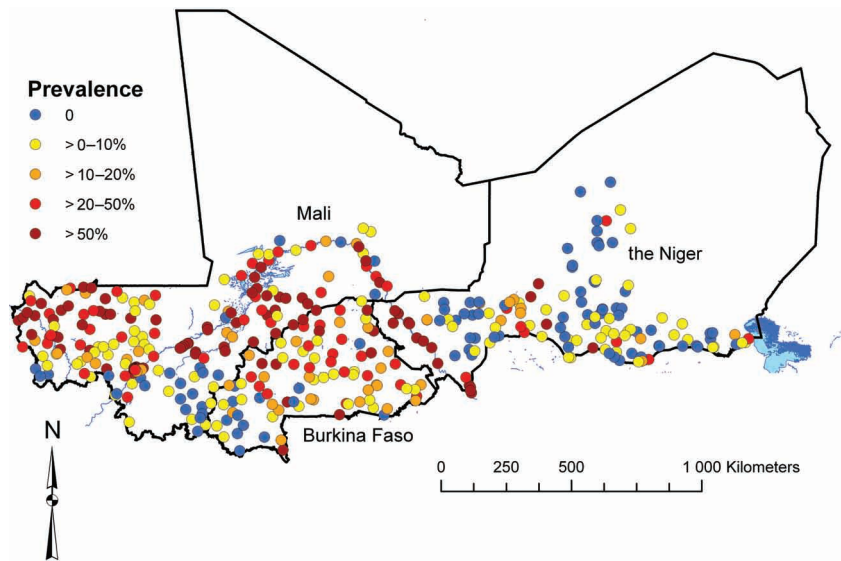 Prevalence
0
> 0–10%
> 10–20%
> 20–50%
> 50%
Mali
the Niger
Burkina Faso
N
0 250 500 1 000 Kilometers